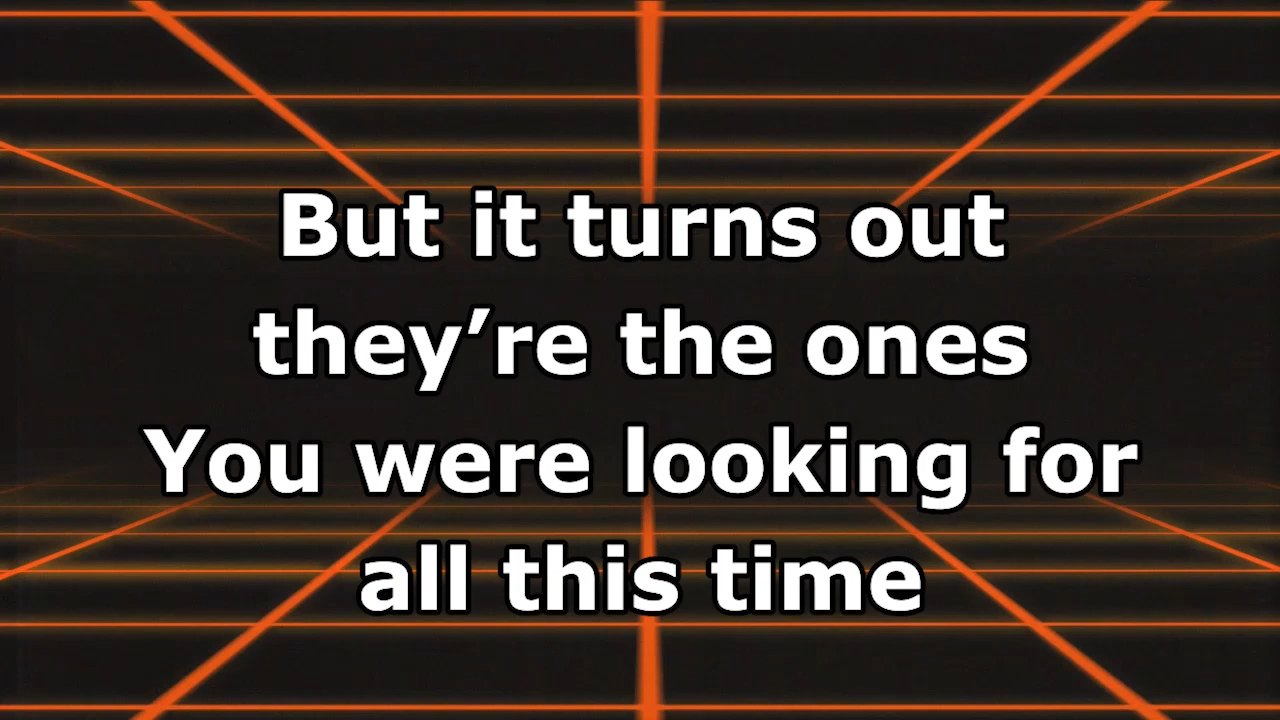 But it turns out
they’re the ones
You were looking for
all this time